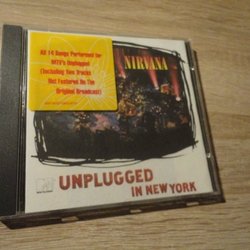 All 14 Songs Performed for
MTV's Unplugged
(Including Two Tracks
Not Featured On The
Original Broadcast)
NIRVANA
UNPLUGGED
IN NEW YORK